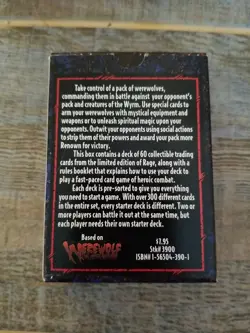 Take control of a pack of werewolves,
commanding them in battle against your opponent's
pack and creatures of the Wyrm. Use special cards to
arm your werewolves with mystical equipment and
weapons or to unleash spiritual magic upon your
opponents. Outwit your opponents using social actions
to strip them of their powers and award your pack more
Renown for victory.
This box contains a deck of 60 collectible trading
cards from the limited edition of Rage, along with a
rules booklet that explains how to use your deck to
play a fast-paced card game of heroic combat.
Each deck is pre-sorted to give you everything
you need to start a game. With over 300 different cards
in the entire set, every starter deck is different. Two or
more players can battle it out at the same time, but
each player needs their own starter deck.
Based on
WEREWOLF
$7.95
Stk# 3900
ISBN# 1-56504-390-1